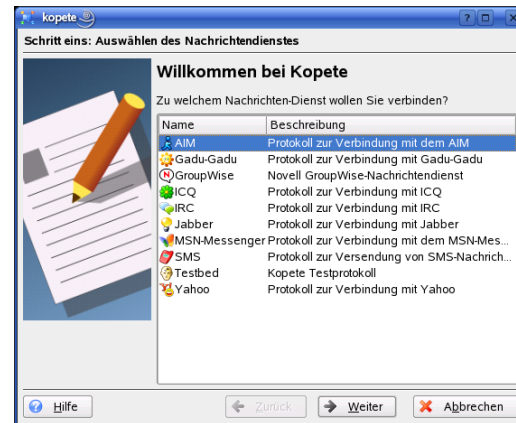 kopete
Schritt eins: Auswählen des Nachrichtendienstes
Willkommen bei Kopete
Zu welchem Nachrichten-Dienst wollen Sie verbinden?
Name Beschreibung
AIM Protokoll zur Verbindung mit dem AIM
Gadu-Gadu Protokoll zur Verbindung mit Gadu-Gadu
GroupWise Novell GroupWise-Nachrichtendienst
ICQ Protokoll zur Verbindung mit ICQ
IRC Protokoll zur Verbindung mit IRC
Jabber Protokoll zur Verbindung mit Jabber
MSN-Messenger Protokoll zur Verbindung mit dem MSN-Mes...
SMS Protokoll zur Versendung von SMS-Nachrich...
Testbed Kopete Testprotokoll
Yahoo Protokoll zur Verbindung mit Yahoo
Hilfe Zurück Weiter Abbrechen